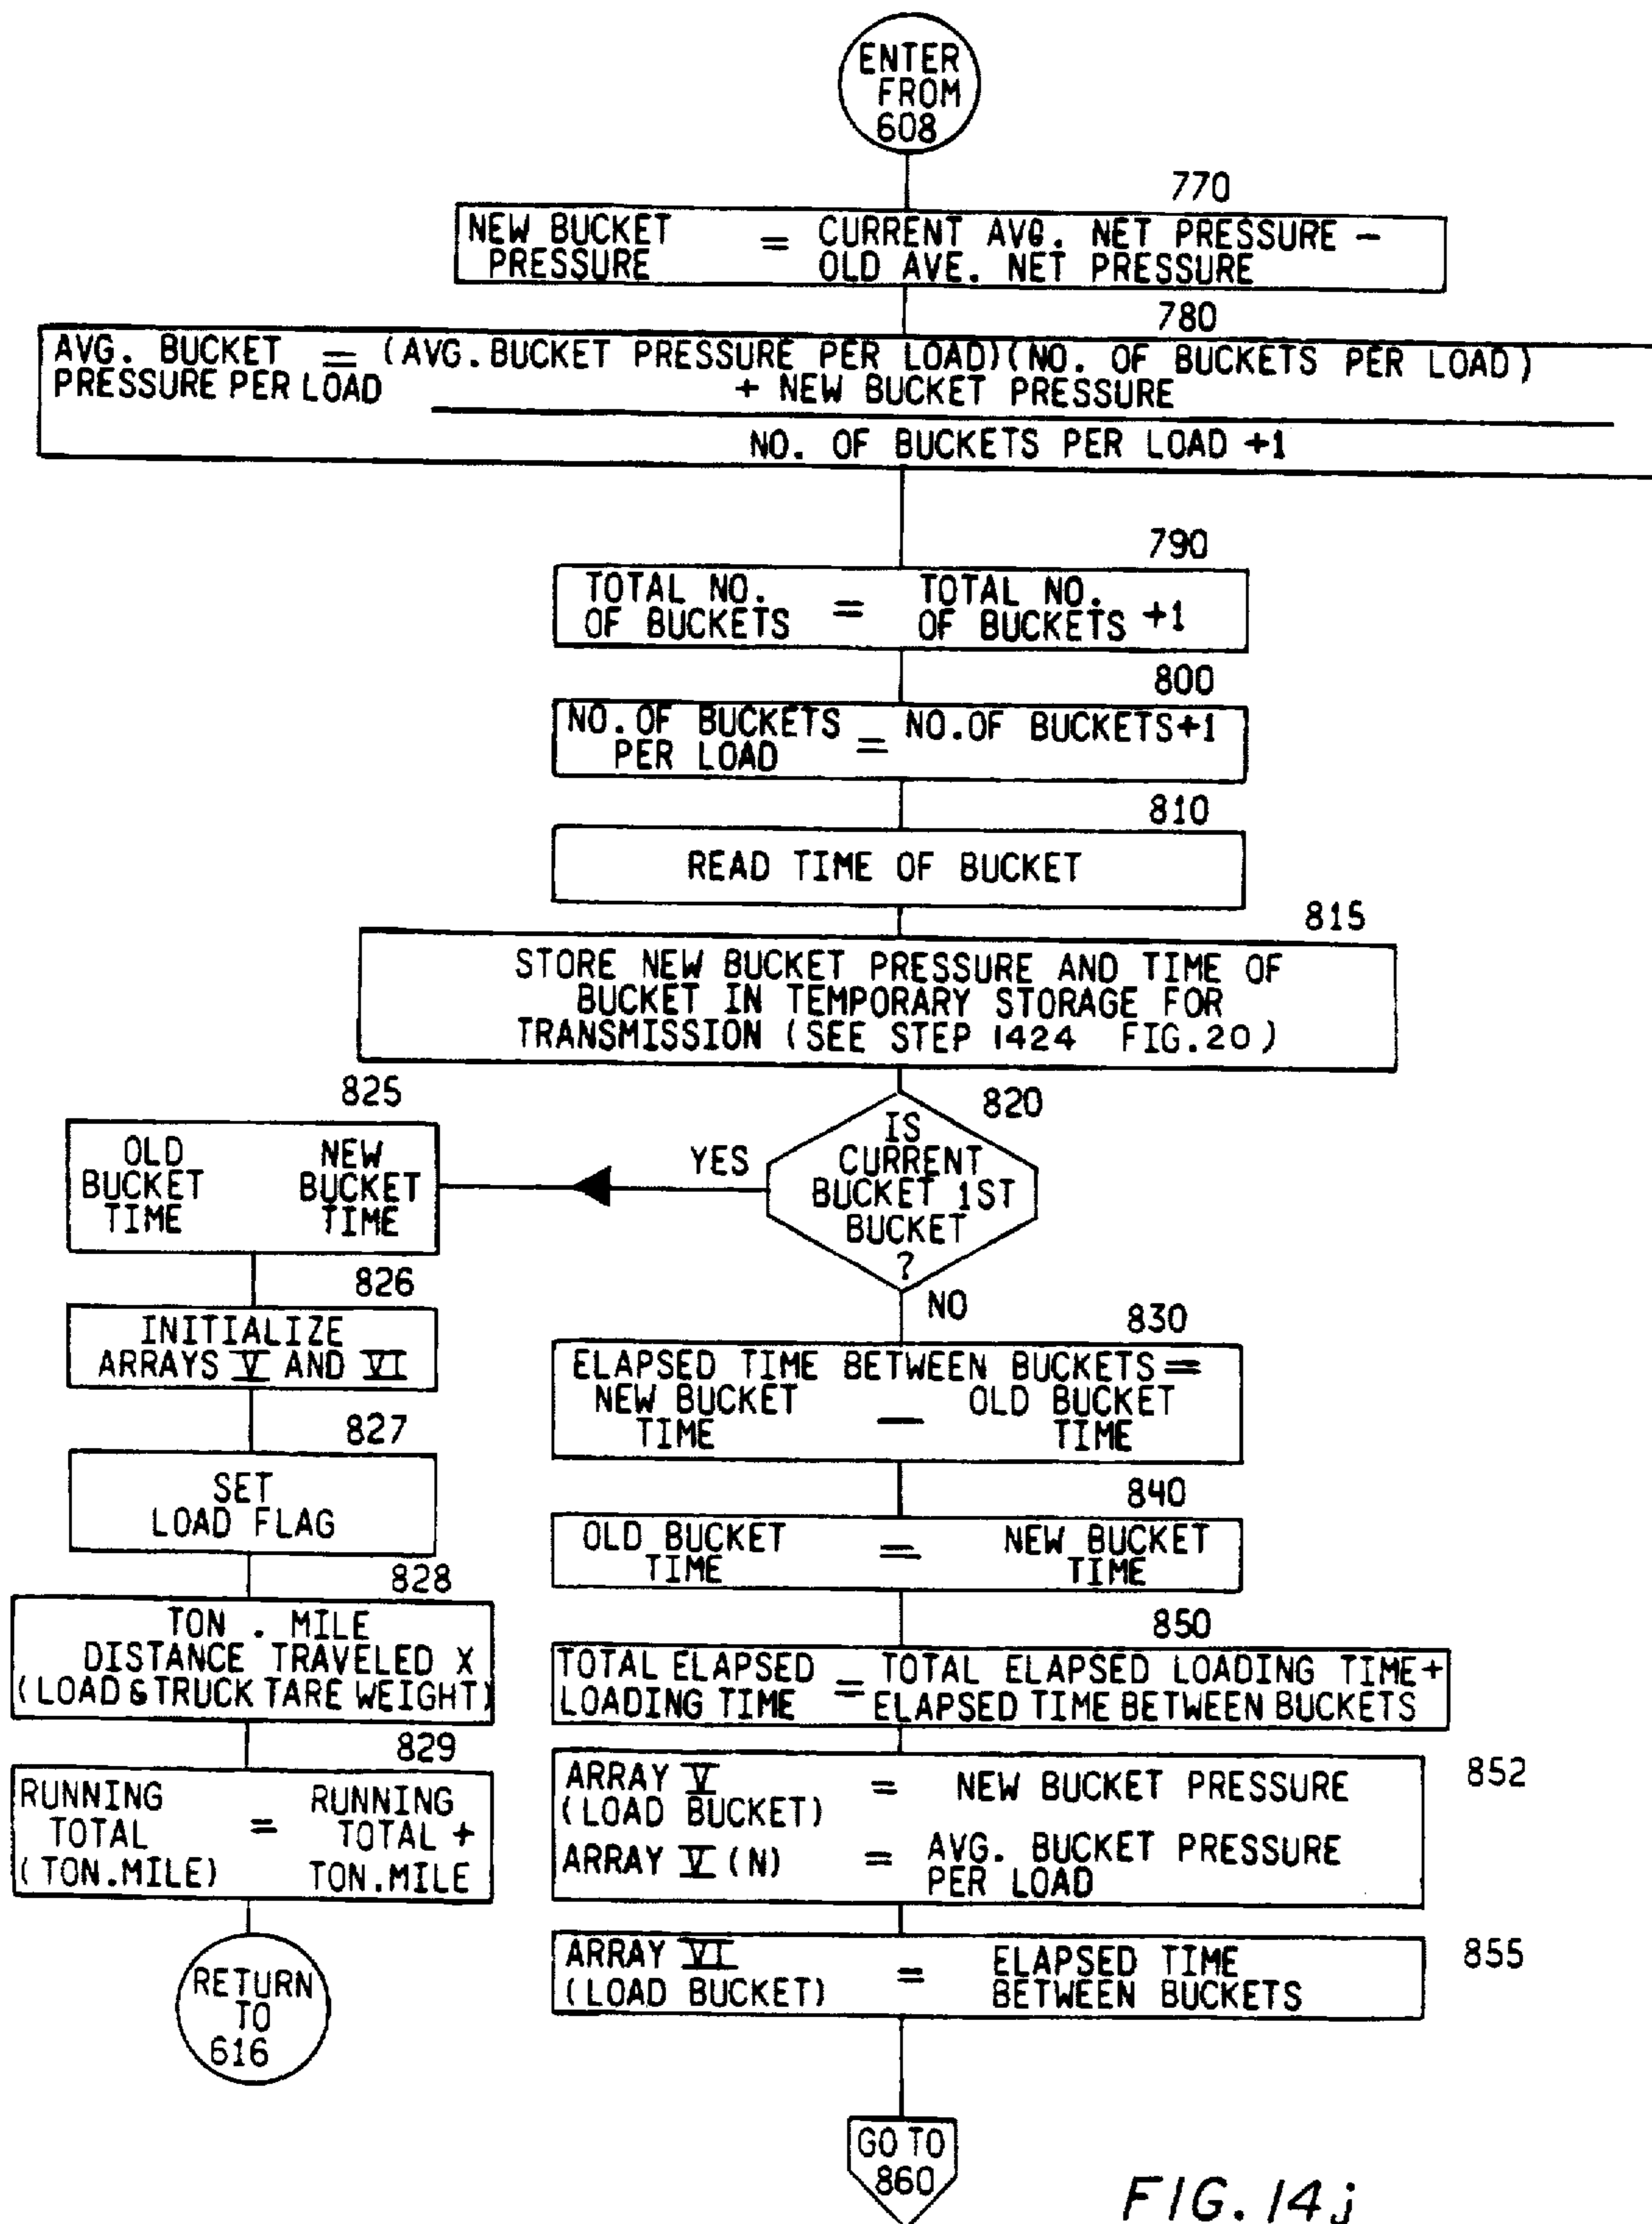 ENTER
FROM
608
770
NEW BUCKET = CURRENT AVG. NET PRESSURE -
PRESSURE OLD AVE. NET PRESSURE
780
AVG. BUCKET = (AVG. BUCKET PRESSURE PER LOAD)(NO. OF BUCKETS PER LOAD)
PRESSURE PER LOAD + NEW BUCKET PRESSURE
NO. OF BUCKETS PER LOAD +1
790
TOTAL NO. = TOTAL NO. +1
OF BUCKETS OF BUCKETS
800
NO. OF BUCKETS = NO. OF BUCKETS+1
PER LOAD
810
READ TIME OF BUCKET
815
STORE NEW BUCKET PRESSURE AND TIME OF
BUCKET IN TEMPORARY STORAGE FOR
TRANSMISSION (SEE STEP 1424 FIG.20)
820
IS
CURRENT
BUCKET 1ST
BUCKET
?
YES
825
OLD NEW
BUCKET BUCKET
TIME TIME
826
INITIALIZE
ARRAYS V AND VI
827
SET
LOAD FLAG
828
TON . MILE
DISTANCE TRAVELED X
(LOAD & TRUCK TARE WEIGHT)
829
RUNNING RUNNING
TOTAL = TOTAL +
(TON.MILE) TON.MILE
RETURN
TO
616
NO
830
ELAPSED TIME BETWEEN BUCKETS =
NEW BUCKET - OLD BUCKET
TIME TIME
840
OLD BUCKET = NEW BUCKET
TIME TIME
850
TOTAL ELAPSED = TOTAL ELAPSED LOADING TIME +
LOADING TIME ELAPSED TIME BETWEEN BUCKETS
852
ARRAY V = NEW BUCKET PRESSURE
(LOAD BUCKET)
ARRAY V (N) = AVG. BUCKET PRESSURE
PER LOAD
855
ARRAY VI = ELAPSED TIME
(LOAD BUCKET) BETWEEN BUCKETS
GO TO
860
FIG. 14j